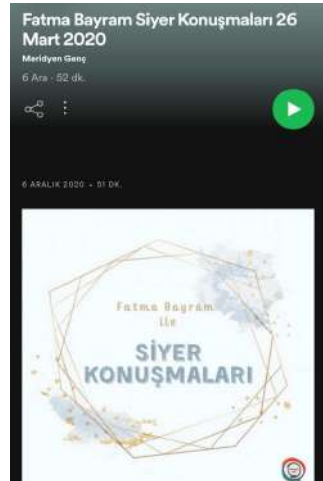 Fatma Bayram Siyer Konuşmaları 26
Mart 2020
Meridyen Genç
6 Ara · 52 dk.
6 ARALIK 2020 • 51 DK.
Fatma Bayram
ile
SİYER
KONUŞMALARI